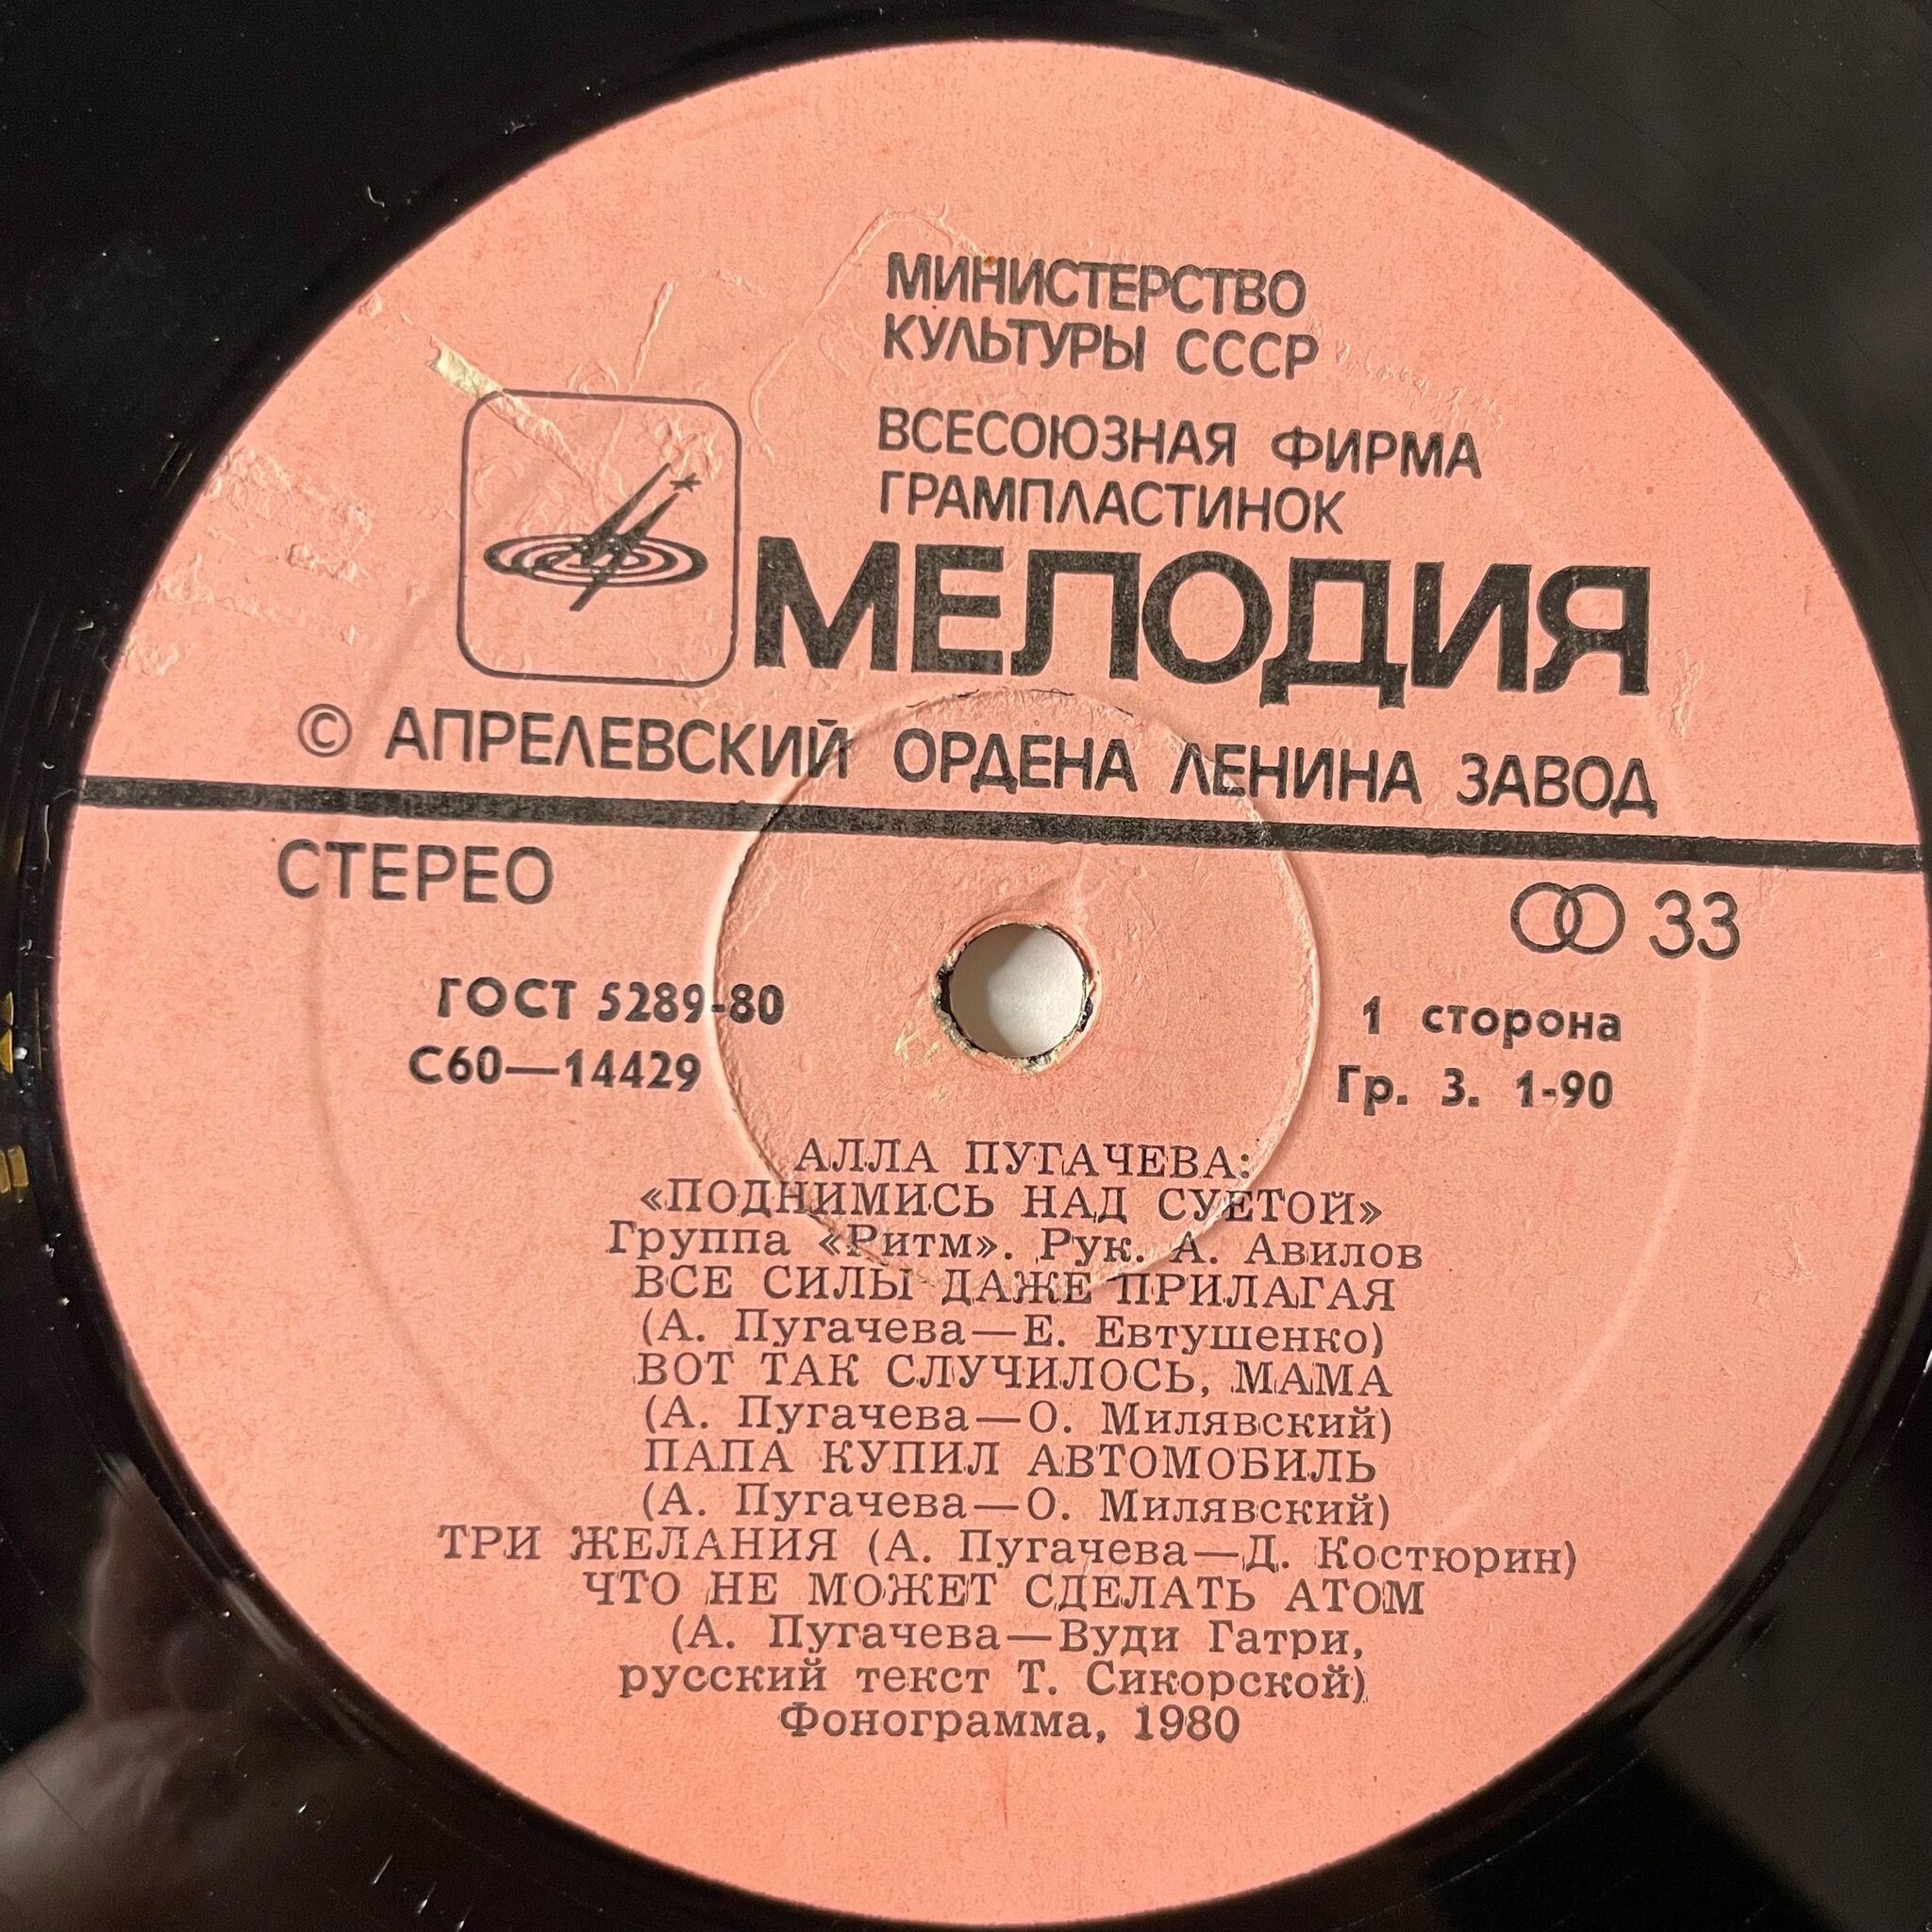 МИНИСТЕРСТВО
КУЛЬТУРЫ СССР
ВСЕСОЮЗНАЯ ФИРМА
ГРАМПЛАСТИНОК
МЕЛОДИЯ
© АПРЕЛЕВСКИЙ ОРДЕНА ЛЕНИНА ЗАВОД
СТЕРЕО
33
ГОСТ 5289-80
С60—14429
1 сторона
Гр. 3. 1-90
АЛЛА ПУГАЧЕВА:
«ПОДНИМИСЬ НАД СУЕТОЙ»
Группа «Ритм». Рук. А. Авилов
ВСЕ СИЛЫ ДАЖЕ ПРИЛАГАЯ
(А. Пугачева—Е. Евтушенко)
ВОТ ТАК СЛУЧИЛОСЬ, МАМА
(А. Пугачева—О. Милявский)
ПАПА КУПИЛ АВТОМОБИЛЬ
(А. Пугачева—О. Милявский)
ТРИ ЖЕЛАНИЯ (А. Пугачева—Д. Костюрин)
ЧТО НЕ МОЖЕТ СДЕЛАТЬ АТОМ
(А. Пугачева—Вуди Гатри,
русский текст Т. Сикорской)
Фонограмма, 1980